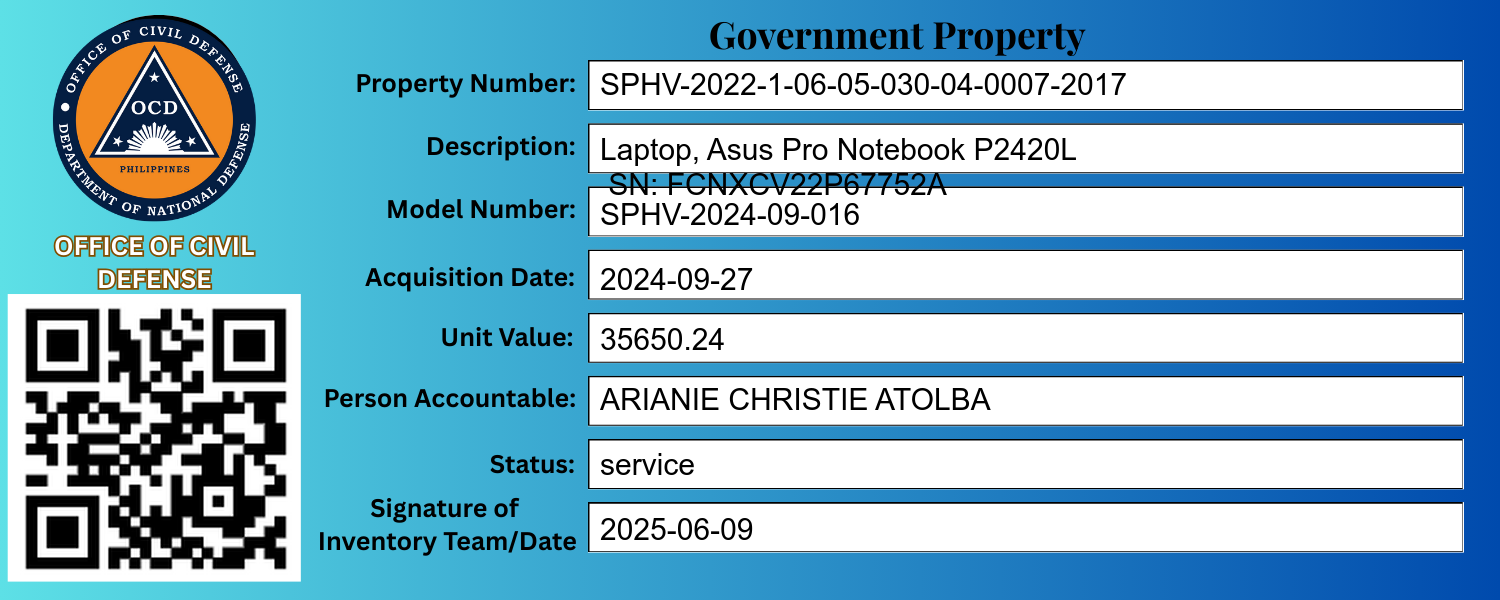 OFFICE OF CIVIL DEFENSE
OCD
PHILIPPINES
DEPARTMENT OF NATIONAL DEFENSE
OFFICE OF CIVIL
DEFENSE
Government Property
Property Number: SPHV-2022-1-06-05-030-04-0007-2017
Description: Laptop, Asus Pro Notebook P2420L
SN: FCNXCV22P67752A
Model Number: SPHV-2024-09-016
Acquisition Date: 2024-09-27
Unit Value: 35650.24
Person Accountable: ARIANIE CHRISTIE ATOLBA
Status: service
Signature of
Inventory Team/Date 2025-06-09